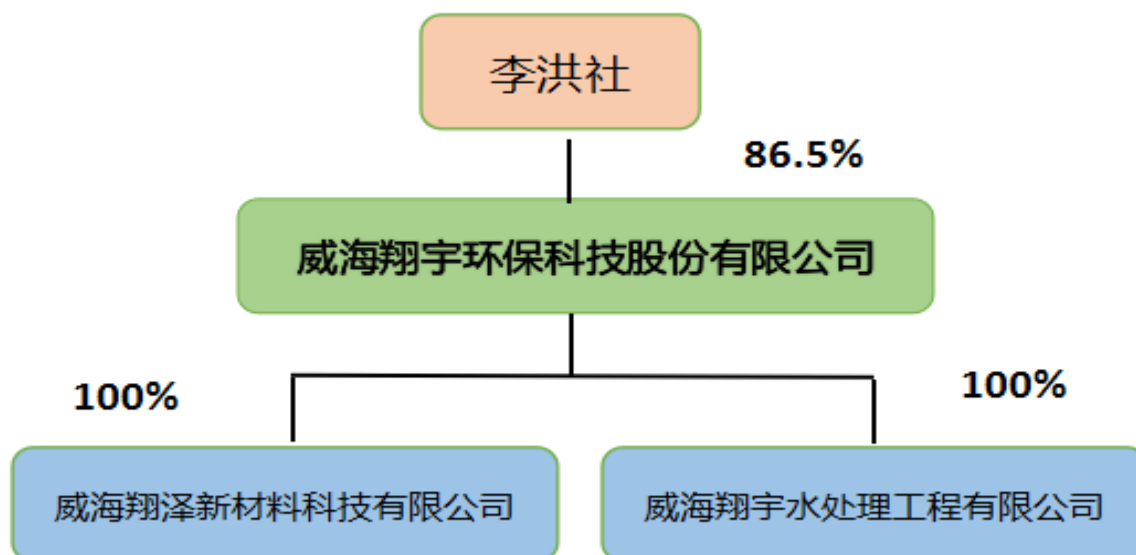 李洪社
86.5%
威海翔宇环保科技股份有限公司
100%
100%
威海翔泽新材料科技有限公司
威海翔宇水处理工程有限公司